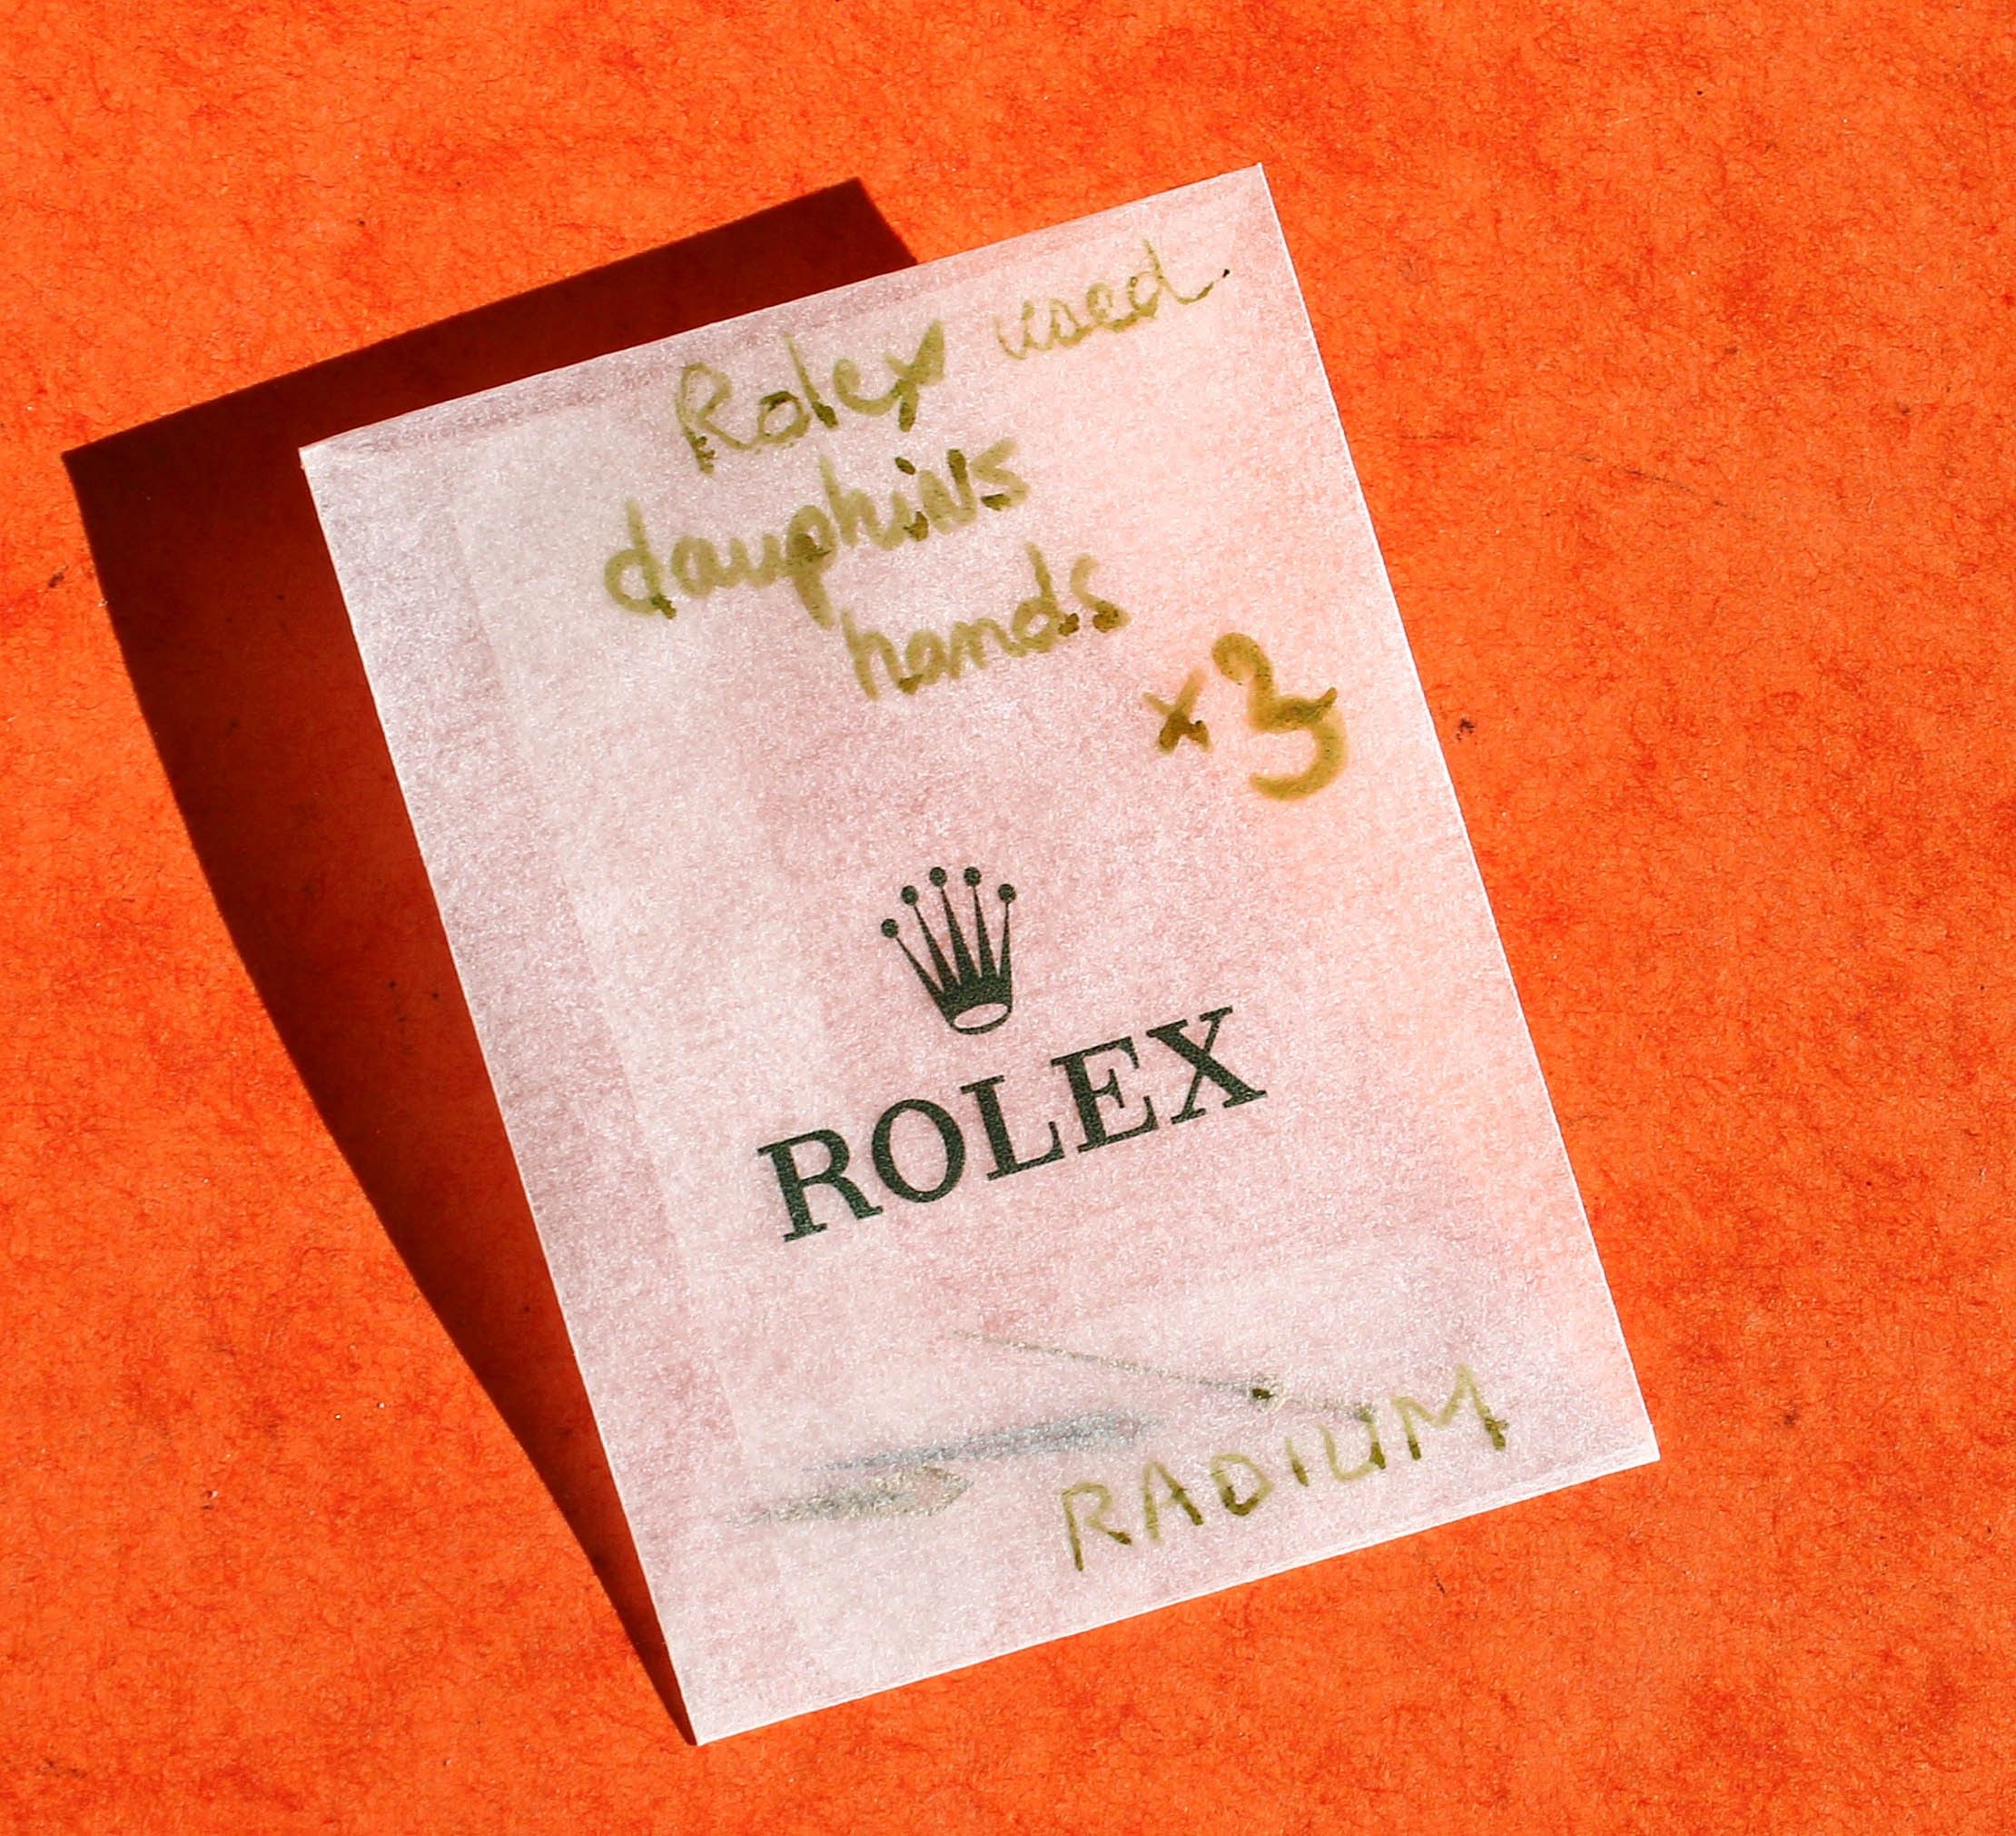 Rolex used
dauphins
hands
x3
ROLEX
RADIUM